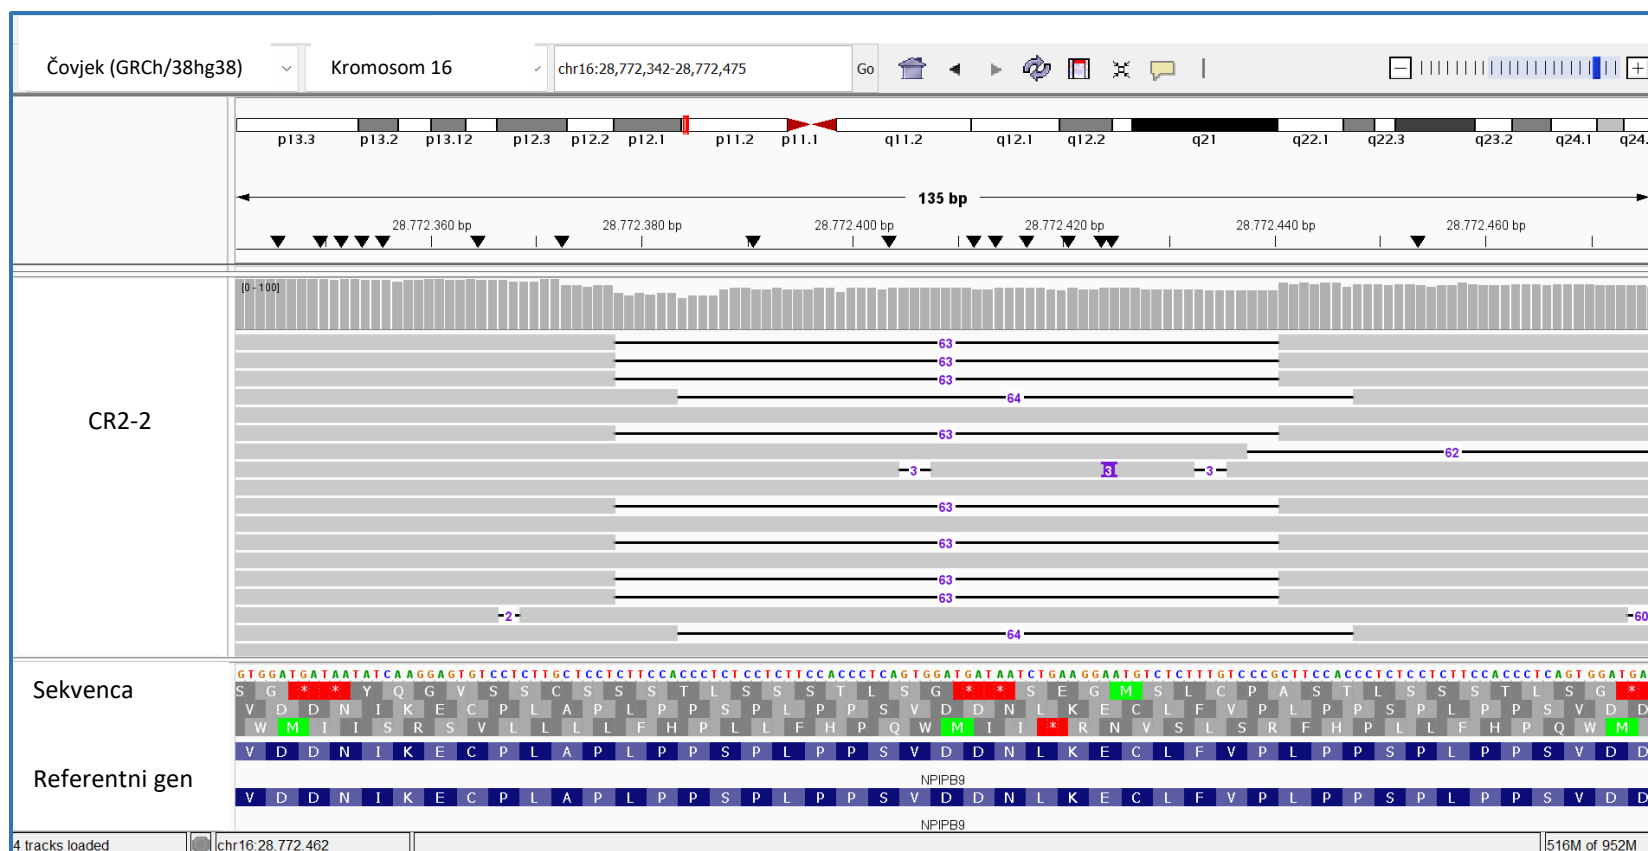 Čovjek (GRCh/38hg38) Kromosom 16 chr16:28,772,342-28,772,475 Go
p13.3 p13.2 p13.12 p12.3 p12.2 p12.1 p11.2 p11.1 q11.2 q12.1 q12.2 q21 q22.1 q22.3 q23.2 q24.1 q24.
135 bp
28.772.360 bp 28.772.380 bp 28.772.400 bp 28.772.420 bp 28.772.440 bp 28.772.460 bp
[0 - 100]
63
63
63
64
CR2-2
63
62
3 3 3
63
63
63
63
2 60
64
GTGGATGATAATATCAAGGAGTGTCCTCTTGCTCCTCTTCCACCCTCTCCTCTTCCACCCTCAGTGGATGATAATCTGAAGGAATGTCTCTTTGTCCCGCTTCCACCCTCTCCTCTTCCACCCTCAGTGGATGA
Sekvenca
S G * * Y Q G V S S C S S S T L S S S T L S G * * S E G M S L C P A S T L S S S T L S G *
V D D N I K E C P L A P L P P S P L P P S V D D N L K E C L F V P L P P S P L P P S V D D
W M I I S R S V L L L L F H P L L F H P Q W M I I * R N V S L S R F H P L L F H P Q W M
V D D N I K E C P L A P L P P S P L P P S V D D N L K E C L F V P L P P S P L P P S V D D
Referentni gen
NPIPB9
V D D N I K E C P L A P L P P S P L P P S V D D N L K E C L F V P L P P S P L P P S V D D
NPIPB9
4 tracks loaded chr16:28.772.462 516M of 952M